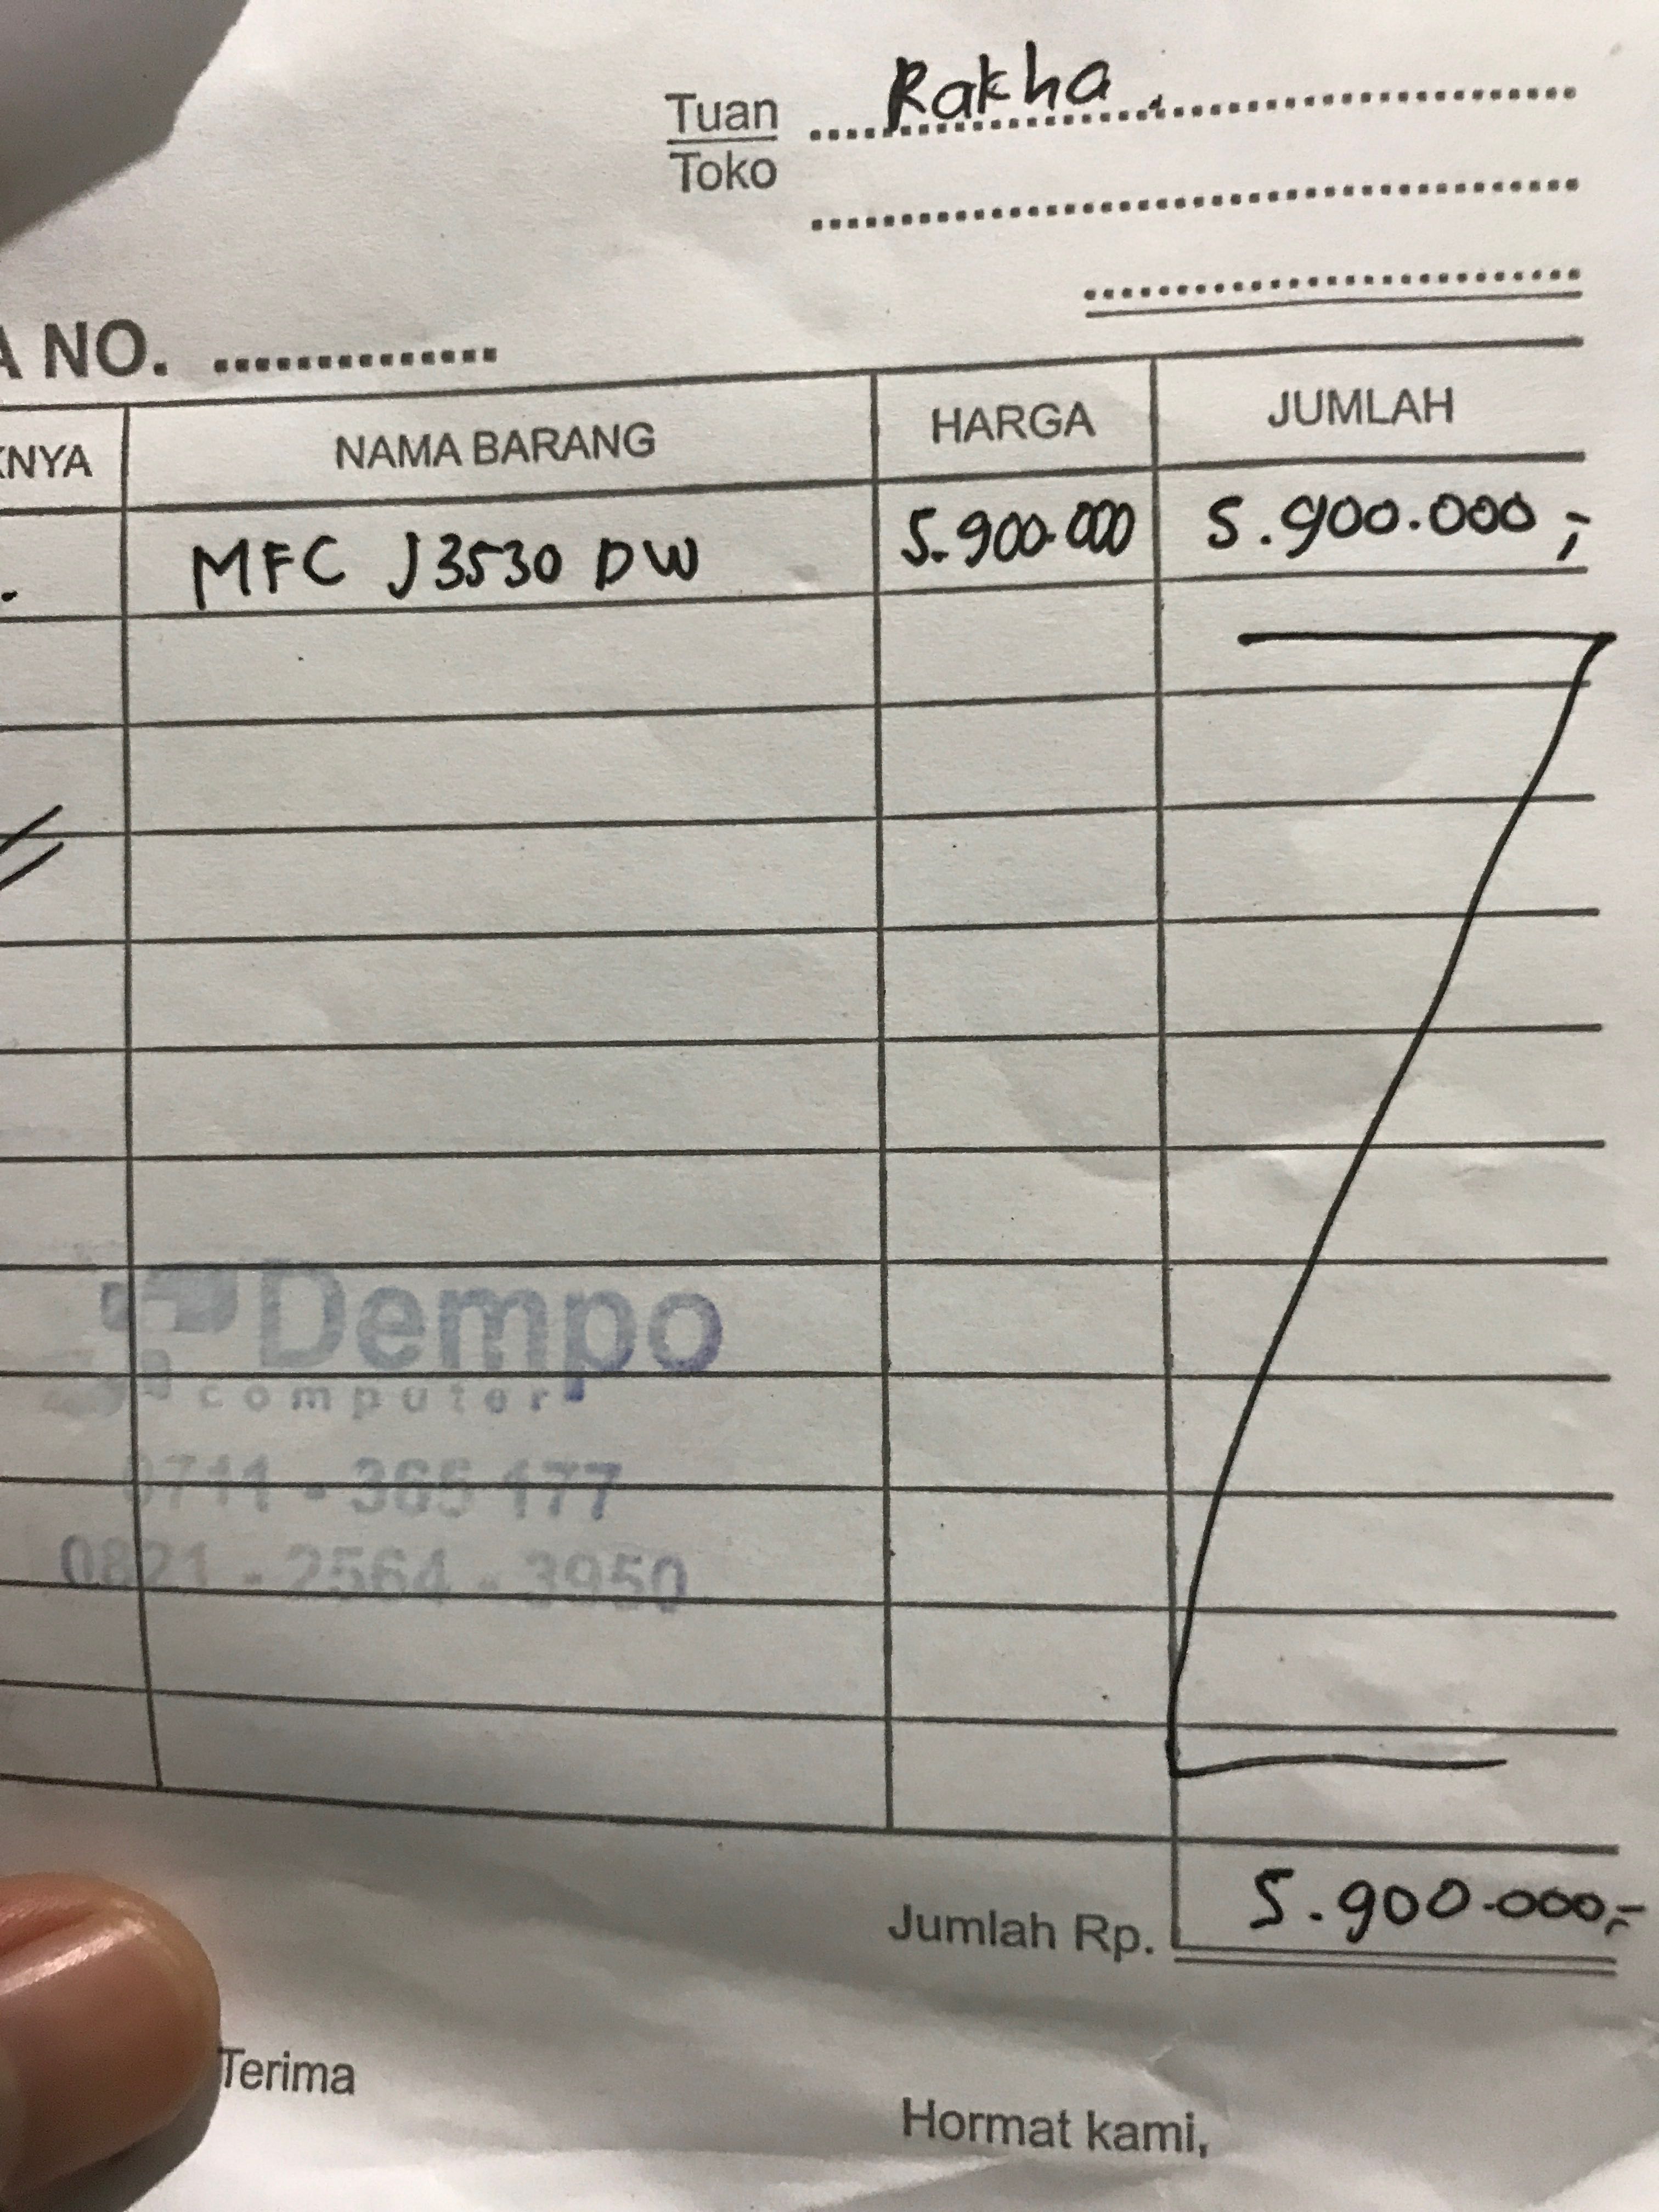 Tuan Rakha
Toko
A NO.
KNYA NAMA BARANG HARGA JUMLAH
MFC J3530 DW 5.900.000 5.900.000,-
Dempo
computer
0711 - 365 177
0821 - 2564 - 3950
Jumlah Rp. 5.900.000,-
Terima
Hormat kami,